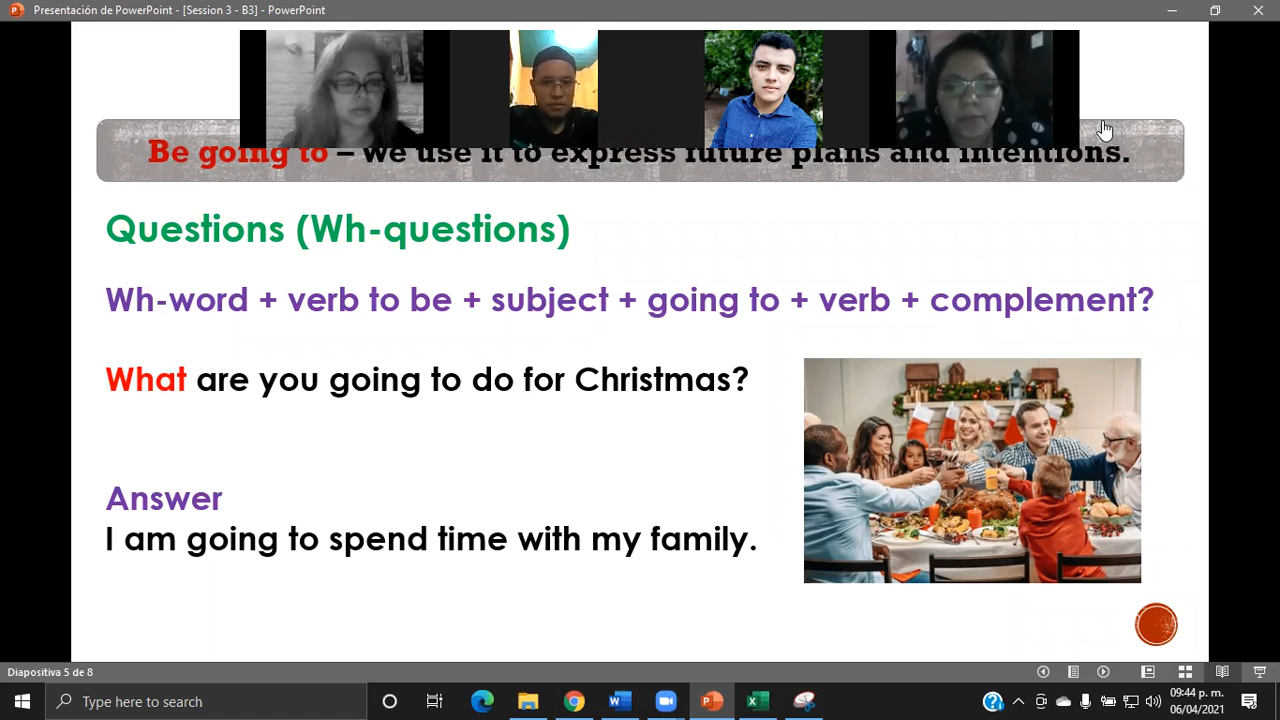 Presentación de PowerPoint - [Session 3 - B3] - PowerPoint
Be going to – we use it to express future plans and intentions.
Questions (Wh-questions)
Wh-word + verb to be + subject + going to + verb + complement?
What are you going to do for Christmas?
Answer
I am going to spend time with my family.
Diapositiva 5 de 8
Type here to search
09:44 p. m.
06/04/2021